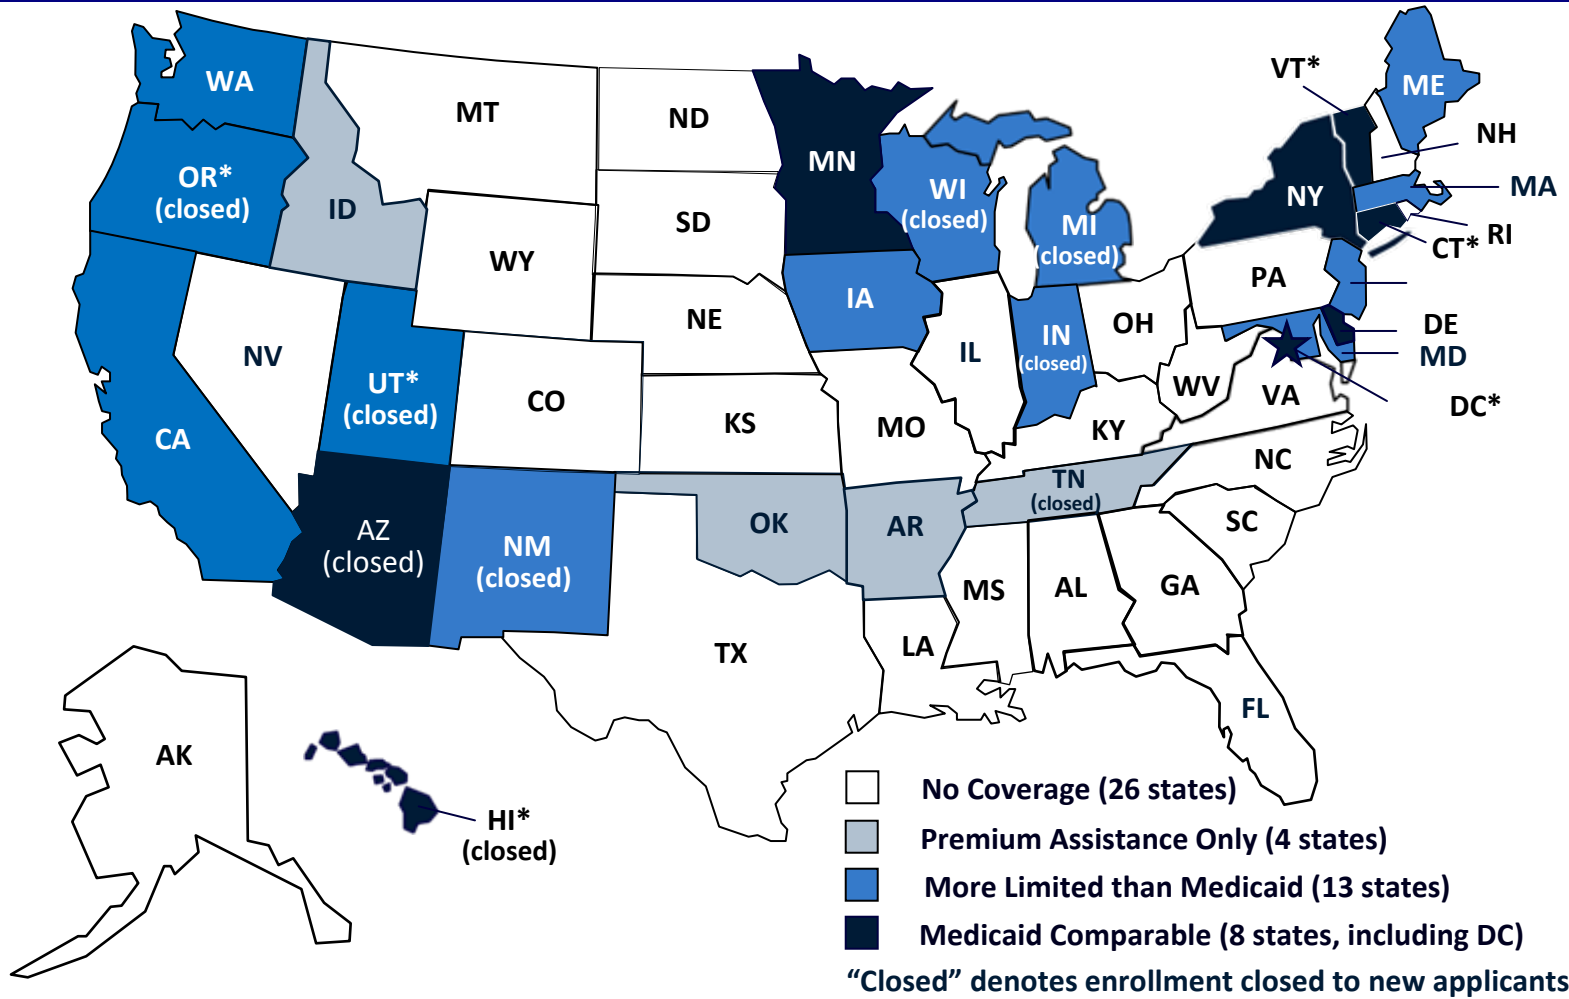 VT*
ME
WA
MT
ND
NH
MN
OR*
(closed)
WI
(closed)
MA
NY
ID
SD
MI
(closed)
RI
CT*
WY
PA
IA
NE
OH
DE
IN
(closed)
NV
IL
MD
UT*
(closed)
WV
VA
CO
DC*
KS
MO
KY
CA
NC
TN
(closed)
OK
AR
SC
AZ
(closed)
NM
(closed)
MS
AL
GA
TX
LA
FL
AK
HI*
(closed)
No Coverage (26 states)
Premium Assistance Only (4 states)
More Limited than Medicaid (13 states)
Medicaid Comparable (8 states, including DC)
“Closed” denotes enrollment closed to new applicants